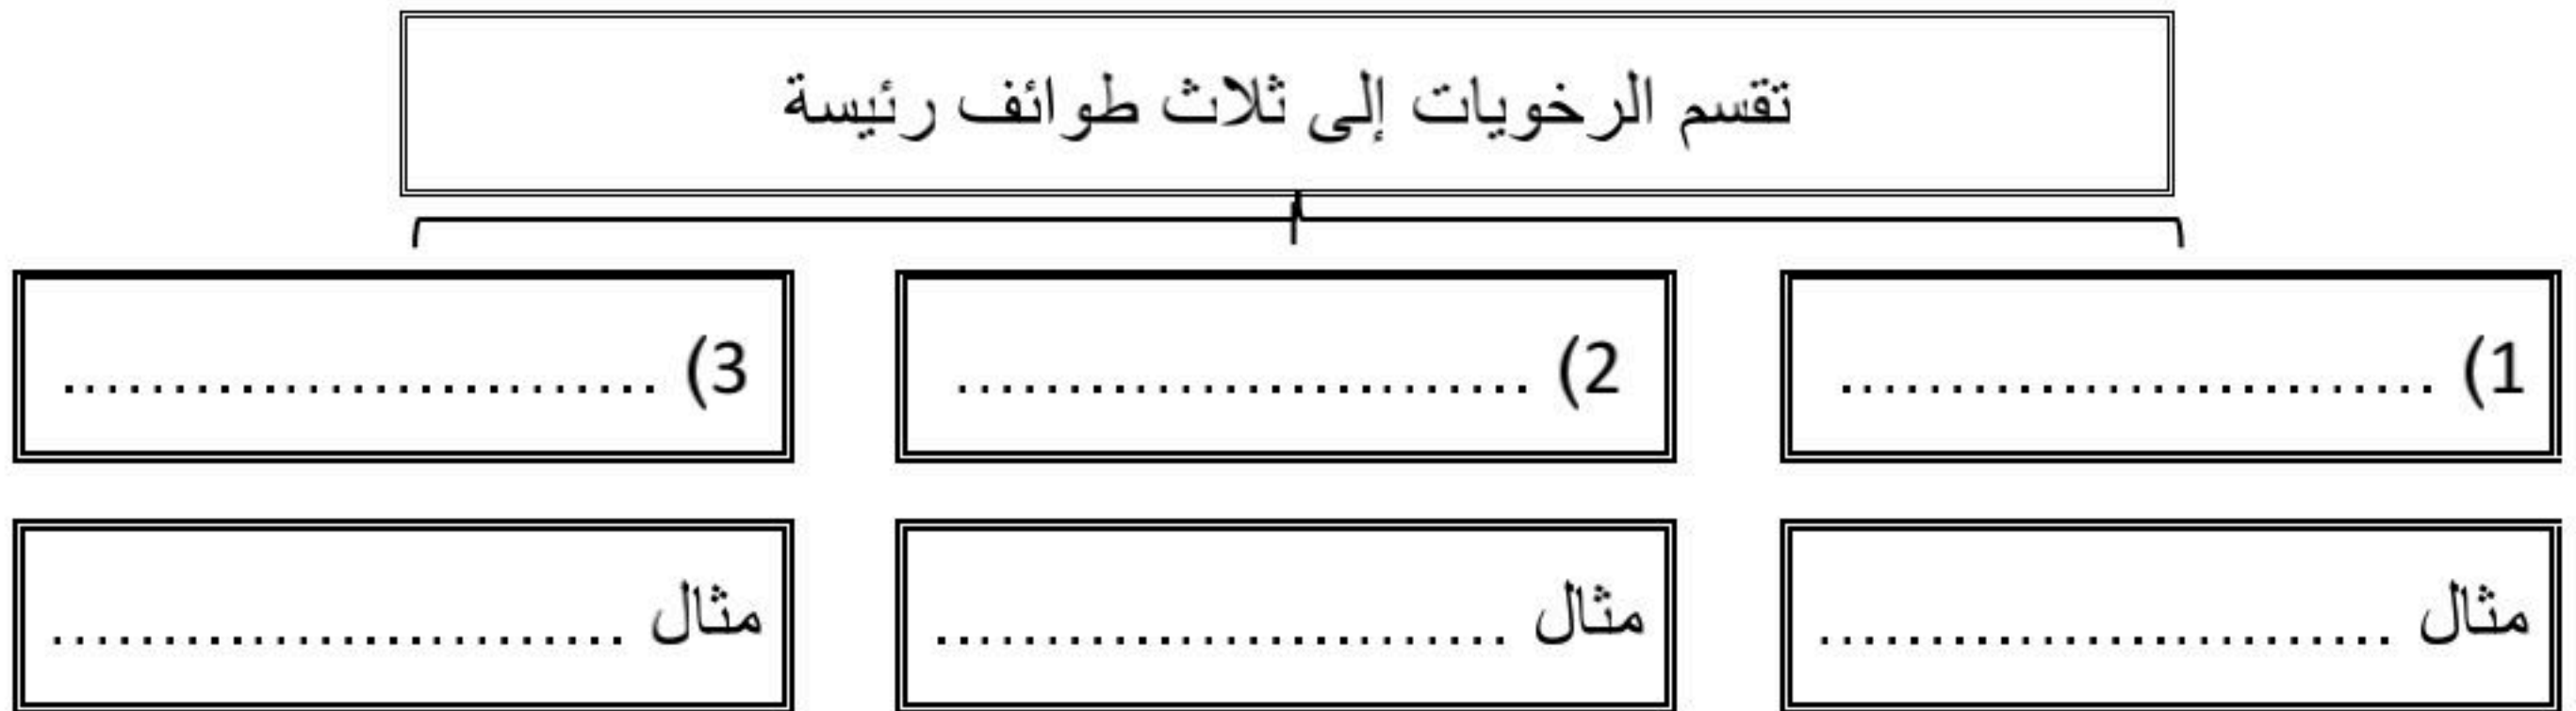 تقسم الرخويات إلى ثلاث طوائف رئيسة
1) ..........................
2) ..........................
3) ..........................
مثال ..........................
مثال ..........................
مثال ..........................